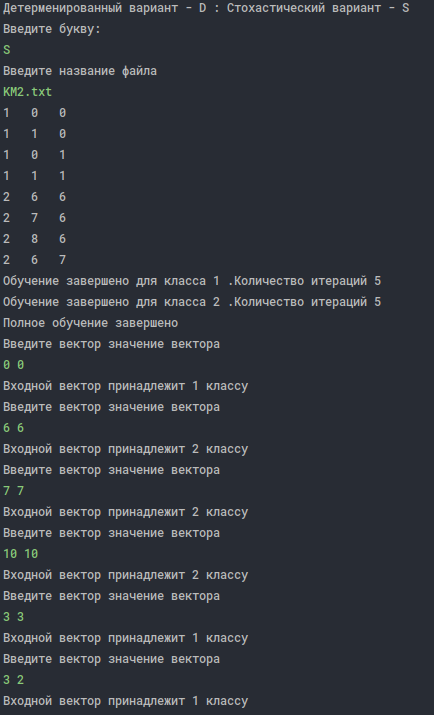 Детерменированный вариант - D : Стохастический вариант - S
Введите букву:
S
Введите название файла
KM2.txt
1 0 0
1 1 0
1 0 1
1 1 1
2 6 6
2 7 6
2 8 6
2 6 7
Обучение завершено для класса 1 .Количество итераций 5
Обучение завершено для класса 2 .Количество итераций 5
Полное обучение завершено
Введите вектор значение вектора
0 0
Входной вектор принадлежит 1 классу
Введите вектор значение вектора
6 6
Входной вектор принадлежит 2 классу
Введите вектор значение вектора
7 7
Входной вектор принадлежит 2 классу
Введите вектор значение вектора
10 10
Входной вектор принадлежит 2 классу
Введите вектор значение вектора
3 3
Входной вектор принадлежит 1 классу
Введите вектор значение вектора
3 2
Входной вектор принадлежит 1 классу